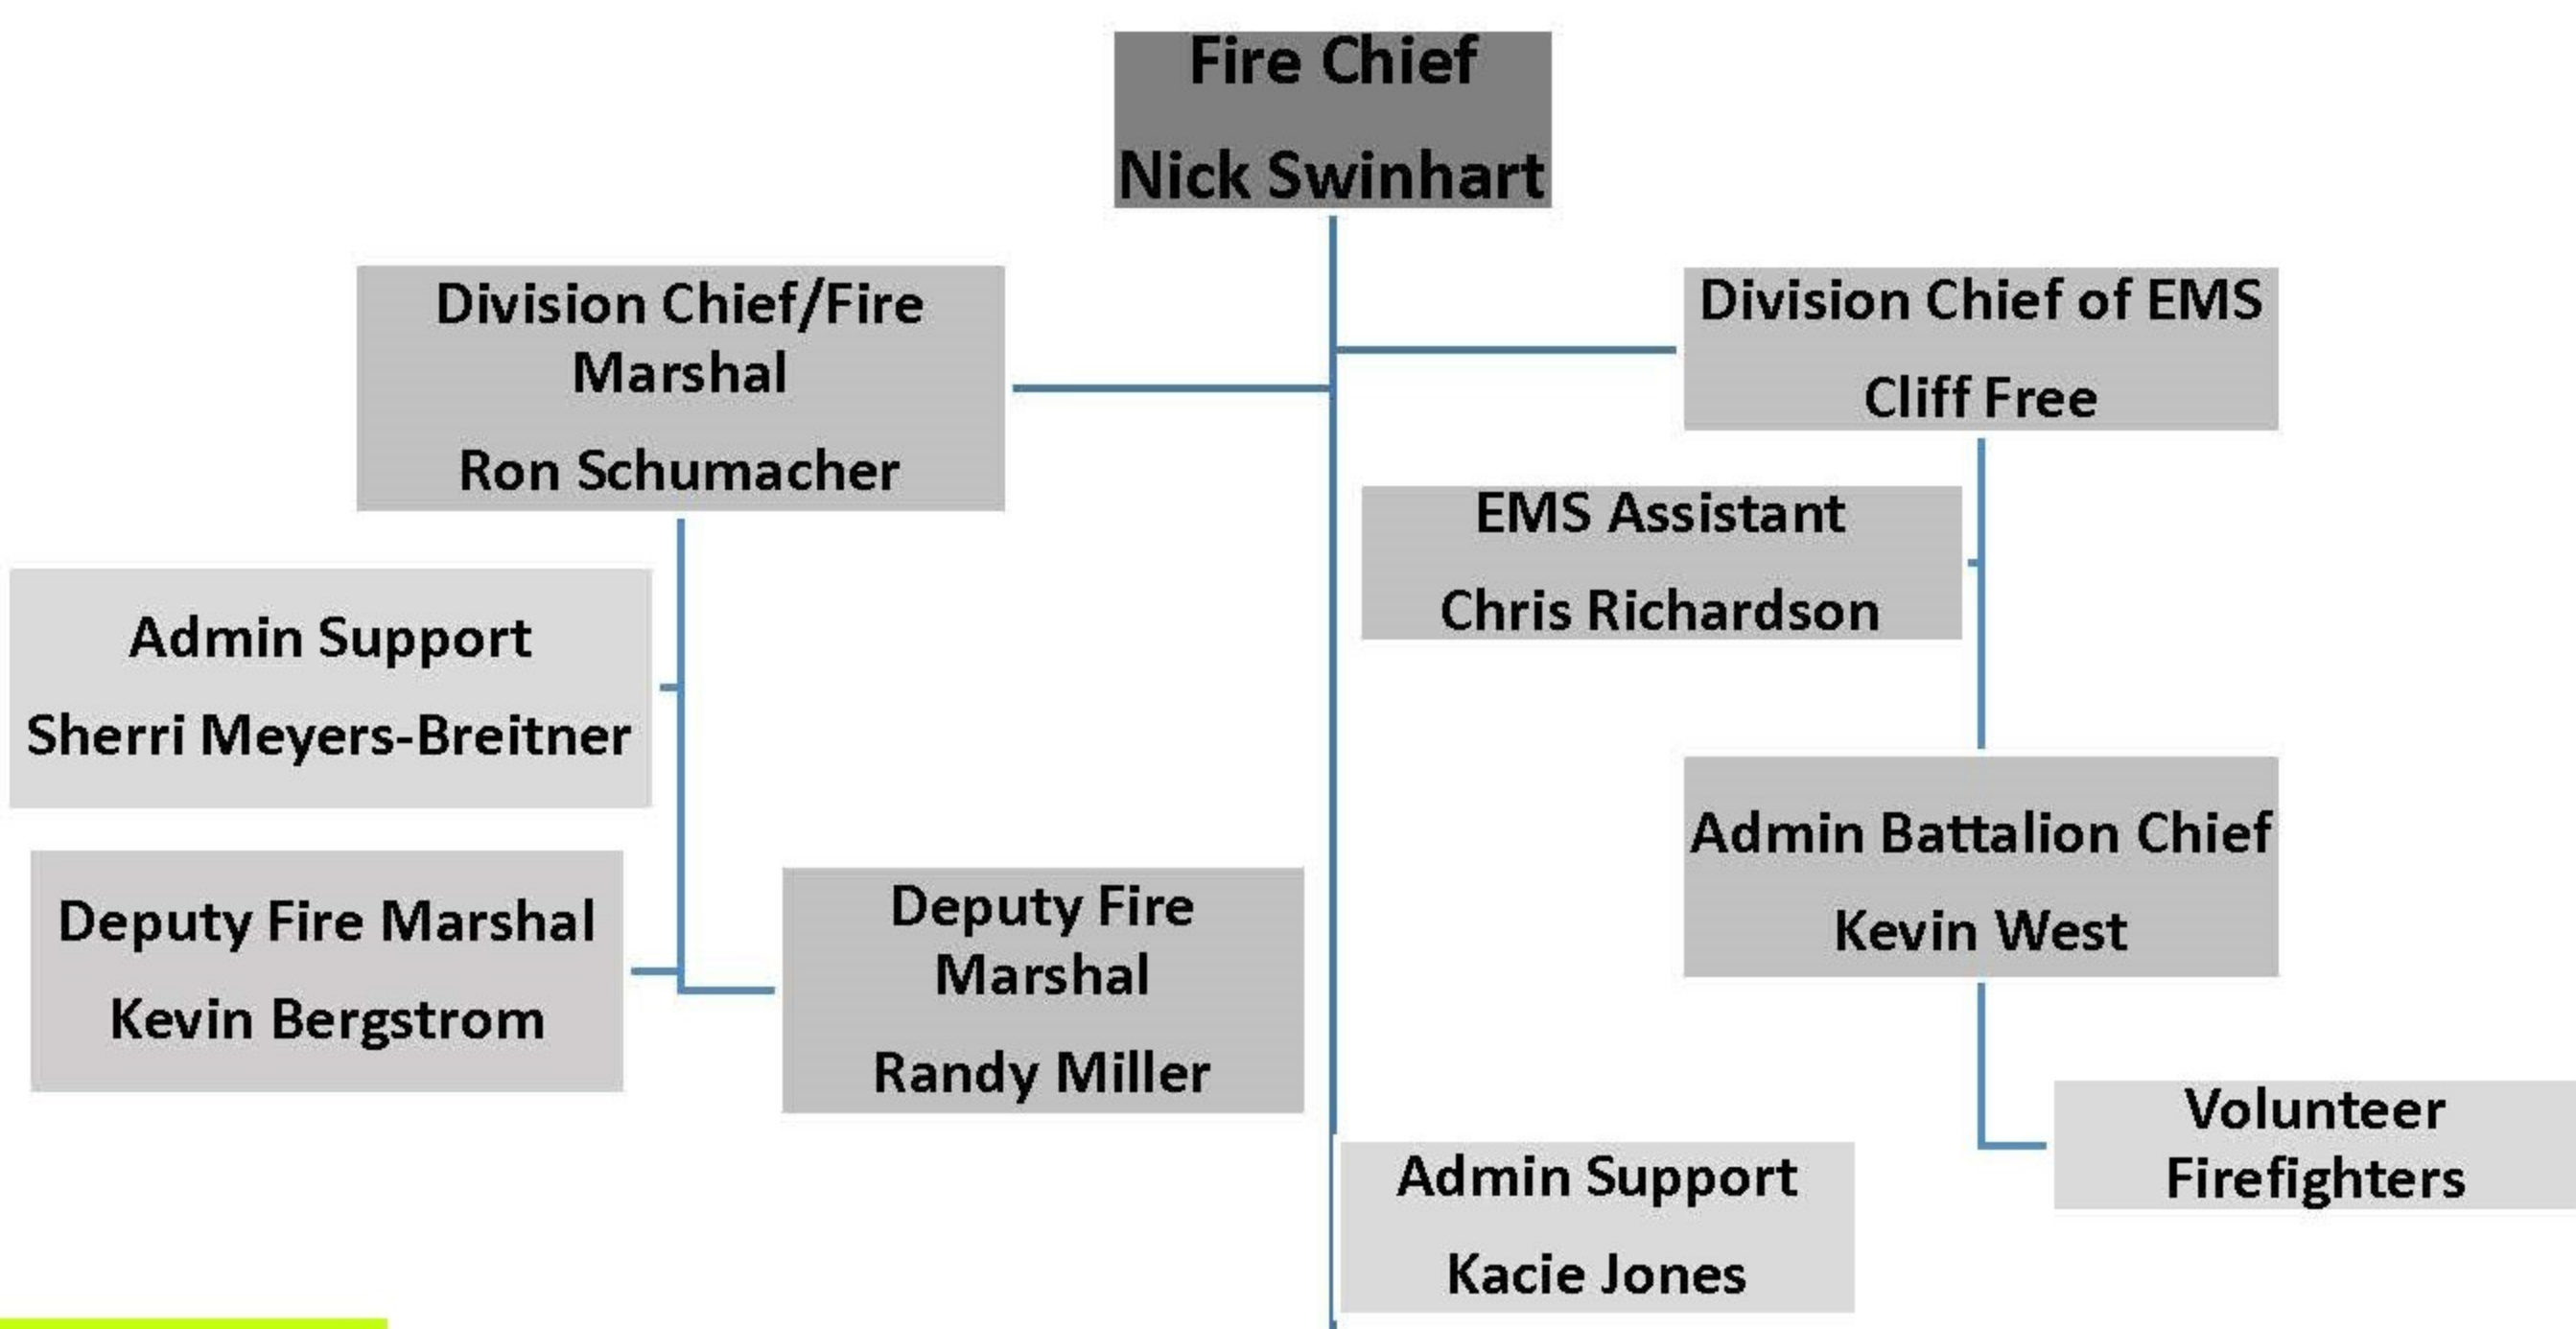 Fire Chief
Nick Swinhart
Division Chief/Fire
Marshal
Ron Schumacher
Division Chief of EMS
Cliff Free
EMS Assistant
Chris Richardson
Admin Support
Sherri Meyers-Breitner
Admin Battalion Chief
Kevin West
Deputy Fire Marshal
Kevin Bergstrom
Deputy Fire
Marshal
Randy Miller
Volunteer
Firefighters
Admin Support
Kacie Jones